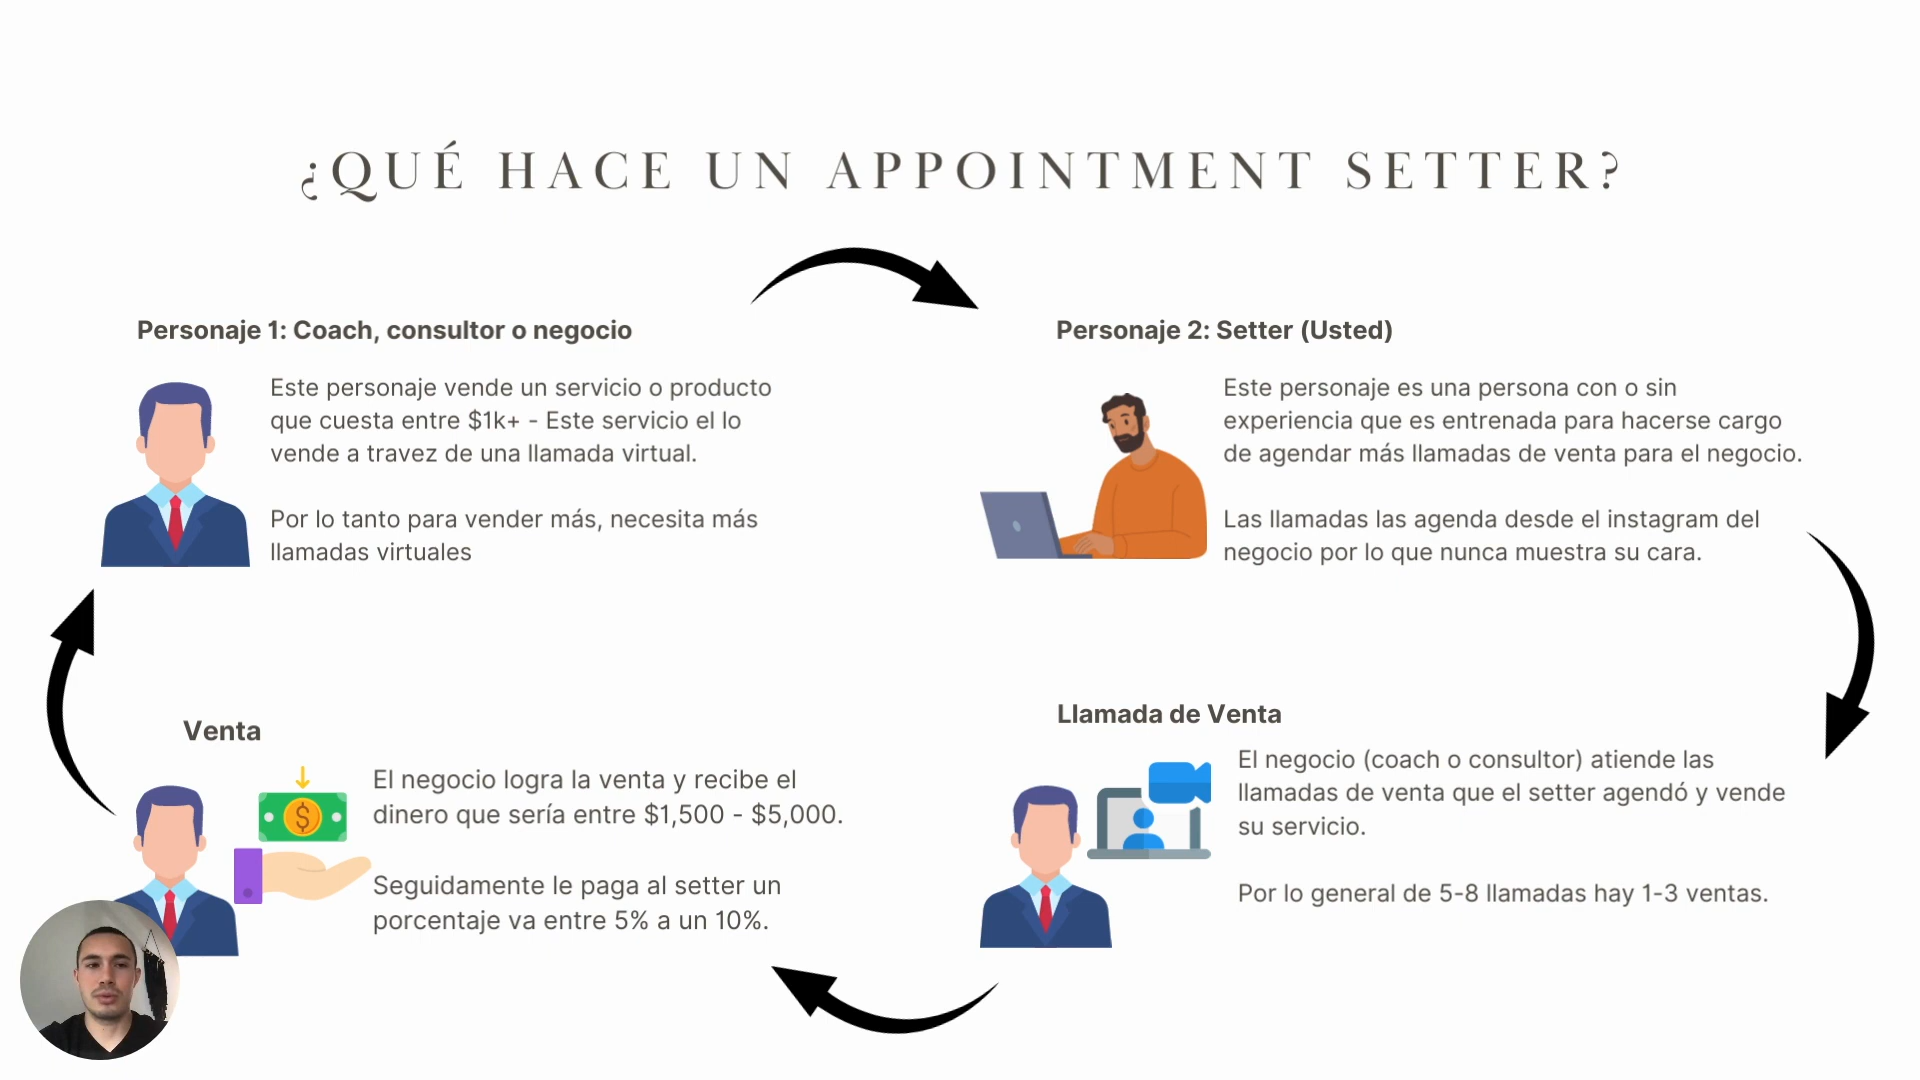 ¿QUÉ HACE UN APPOINTMENT SETTER?
Personaje 1: Coach, consultor o negocio
Este personaje vende un servicio o producto
que cuesta entre $1k+ - Este servicio el lo
vende a travez de una llamada virtual.
Por lo tanto para vender más, necesita más
llamadas virtuales
Personaje 2: Setter (Usted)
Este personaje es una persona con o sin
experiencia que es entrenada para hacerse cargo
de agendar más llamadas de venta para el negocio.
Las llamadas las agenda desde el instagram del
negocio por lo que nunca muestra su cara.
Llamada de Venta
El negocio (coach o consultor) atiende las
llamadas de venta que el setter agendó y vende
su servicio.
Por lo general de 5-8 llamadas hay 1-3 ventas.
Venta
$
El negocio logra la venta y recibe el
dinero que sería entre $1,500 - $5,000.
Seguidamente le paga al setter un
porcentaje va entre 5% a un 10%.